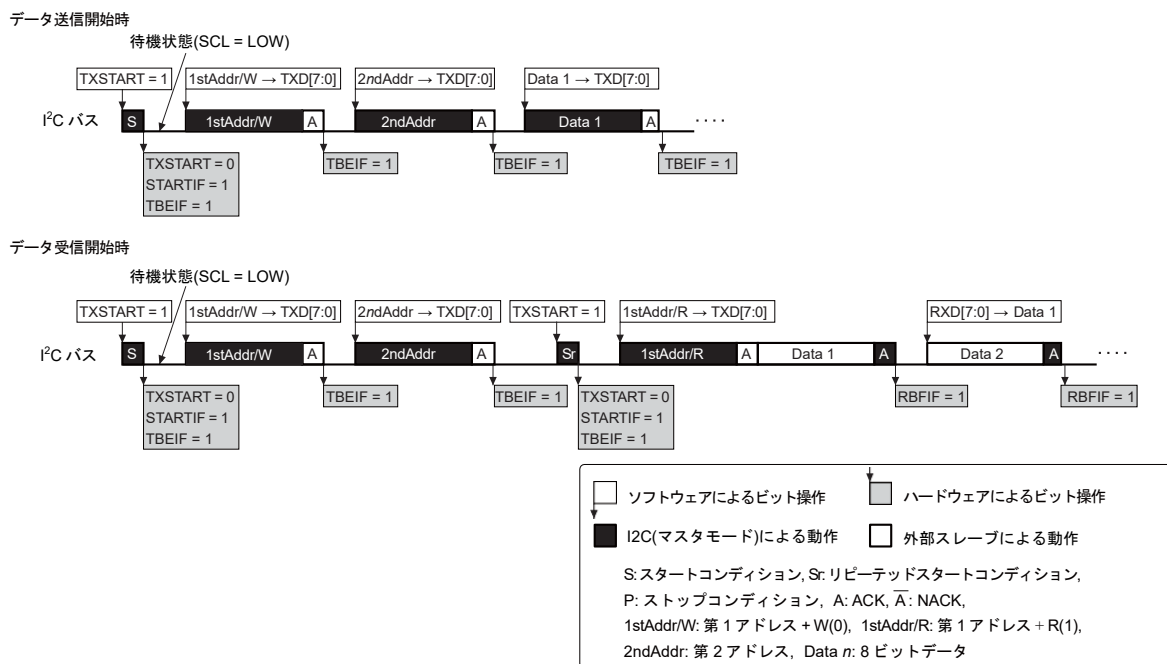 データ送信開始時
待機状態(SCL = LOW)
TXSTART = 1
1stAddr/W → TXD[7:0]
2ndAddr → TXD[7:0]
Data 1 → TXD[7:0]
I²C バス
S
1stAddr/W
A
2ndAddr
A
Data 1
A
････
TXSTART = 0
STARTIF = 1
TBEIF = 1
TBEIF = 1
TBEIF = 1
TBEIF = 1
データ受信開始時
待機状態(SCL = LOW)
TXSTART = 1
1stAddr/W → TXD[7:0]
2ndAddr → TXD[7:0]
TXSTART = 1
1stAddr/R → TXD[7:0]
RXD[7:0] → Data 1
I²C バス
S
1stAddr/W
A
2ndAddr
A
Sr
1stAddr/R
A
Data 1
A
Data 2
A
････
TXSTART = 0
STARTIF = 1
TBEIF = 1
TBEIF = 1
TBEIF = 1
TXSTART = 0
STARTIF = 1
TBEIF = 1
RBFIF = 1
RBFIF = 1
ソフトウェアによるビット操作
ハードウェアによるビット操作
I2C(マスタモード)による動作
外部スレーブによる動作
S: スタートコンディション, Sr: リピーテッドスタートコンディション,
P: ストップコンディション, A: ACK, A̅: NACK,
1stAddr/W: 第 1 アドレス + W(0), 1stAddr/R: 第 1 アドレス + R(1),
2ndAddr: 第 2 アドレス, Data n: 8 ビットデータ